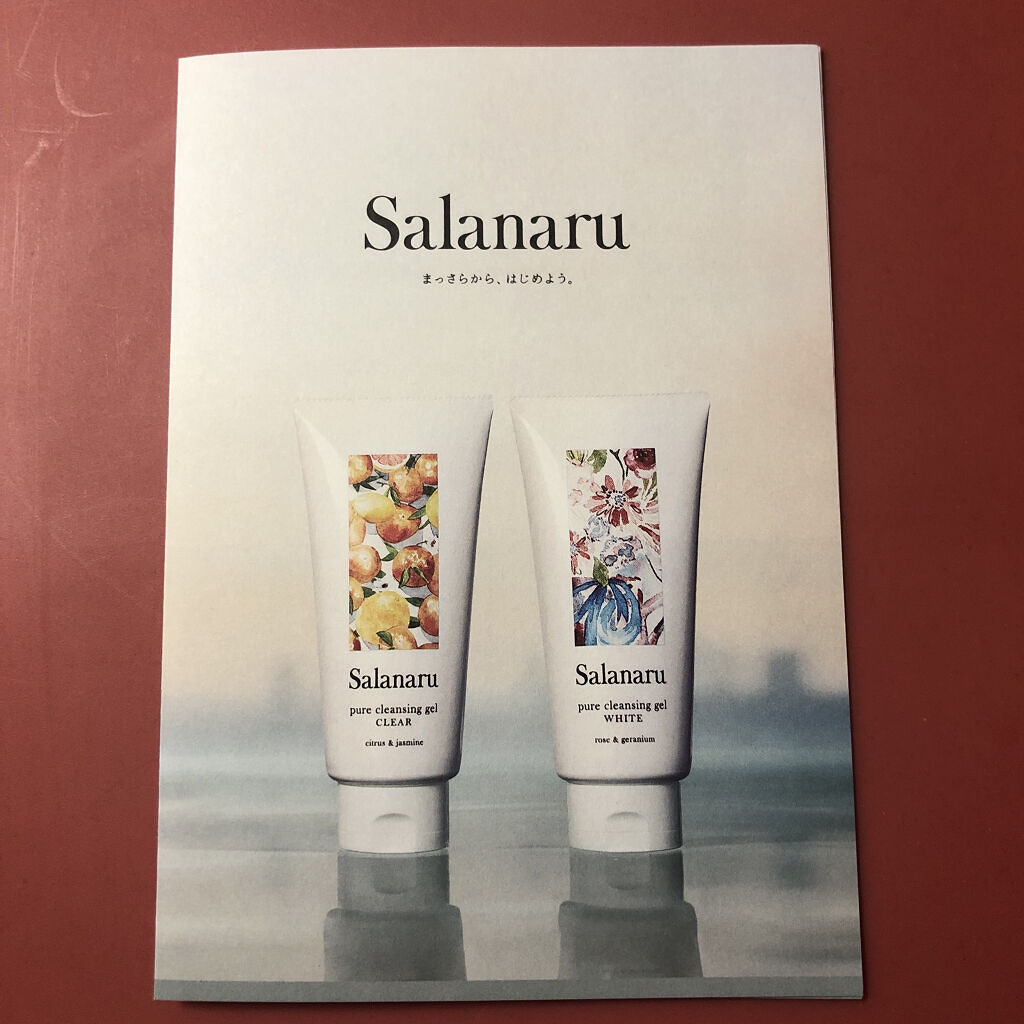 Salanaru
まっさらから、はじめよう。
Salanaru
pure cleansing gel
CLEAR
citrus & jasmine
Salanaru
pure cleansing gel
WHITE
rose & geranium